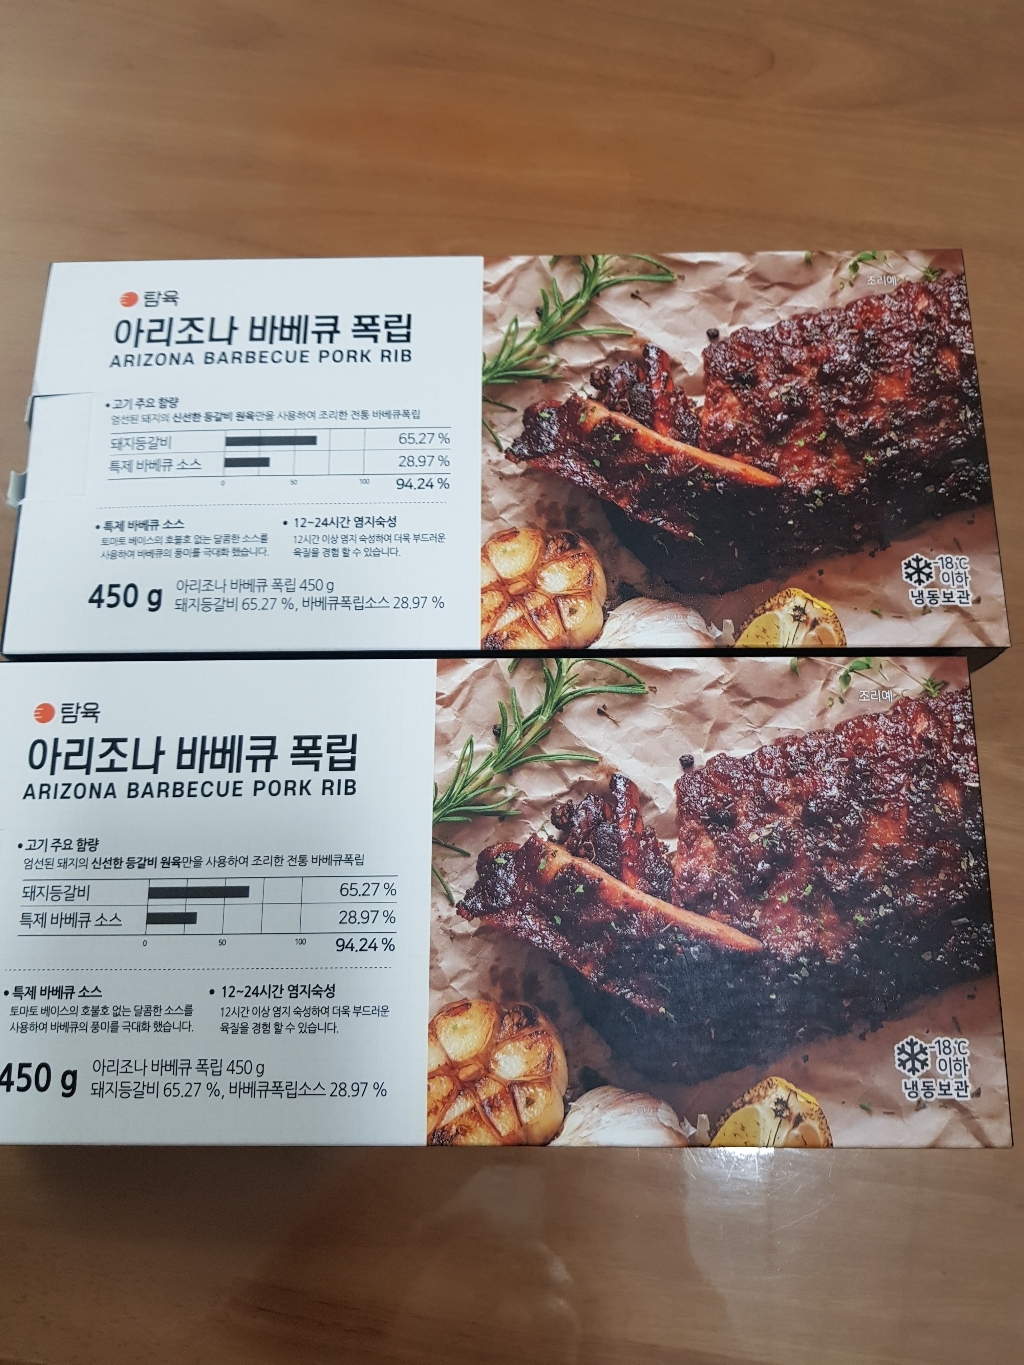 탐육
아리조나 바베큐 폭립
ARIZONA BARBECUE PORK RIB
• 고기 주요 함량
엄선된 돼지의 신선한 등갈비 원육만을 사용하여 조리한 전통 바베큐폭립
돼지등갈비 65.27 %
특제 바베큐 소스 28.97 %
0 50 100 94.24 %
• 특제 바베큐 소스
토마토 베이스의 호불호 없는 달콤한 소스를
사용하여 바베큐의 풍미를 극대화 했습니다.
• 12~24시간 염지숙성
12시간 이상 염지 숙성하여 더욱 부드러운
육질을 경험 할 수 있습니다.
450 g
아리조나 바베큐 폭립 450 g
돼지등갈비 65.27 %, 바베큐폭립소스 28.97 %
조리예
-18℃
이하
냉동보관
탐육
아리조나 바베큐 폭립
ARIZONA BARBECUE PORK RIB
• 고기 주요 함량
엄선된 돼지의 신선한 등갈비 원육만을 사용하여 조리한 전통 바베큐폭립
돼지등갈비 65.27 %
특제 바베큐 소스 28.97 %
0 50 100 94.24 %
• 특제 바베큐 소스
토마토 베이스의 호불호 없는 달콤한 소스를
사용하여 바베큐의 풍미를 극대화 했습니다.
• 12~24시간 염지숙성
12시간 이상 염지 숙성하여 더욱 부드러운
육질을 경험 할 수 있습니다.
450 g
아리조나 바베큐 폭립 450 g
돼지등갈비 65.27 %, 바베큐폭립소스 28.97 %
조리예
-18℃
이하
냉동보관